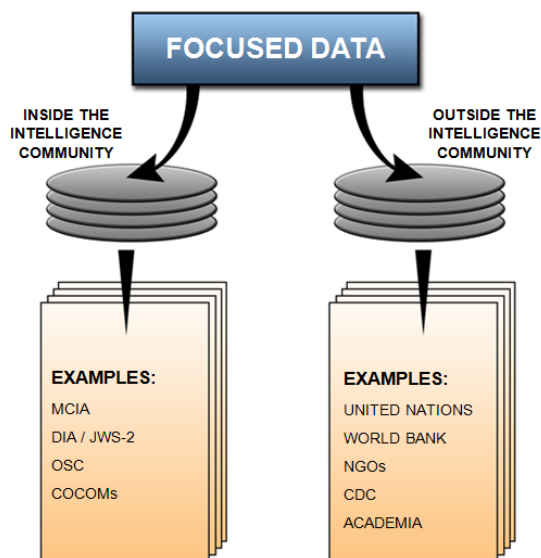 FOCUSED DATA
INSIDE THE
INTELLIGENCE
COMMUNITY
OUTSIDE THE
INTELLIGENCE
COMMUNITY
EXAMPLES:
MCIA
DIA / JWS-2
OSC
COCOMs
EXAMPLES:
UNITED NATIONS
WORLD BANK
NGOs
CDC
ACADEMIA